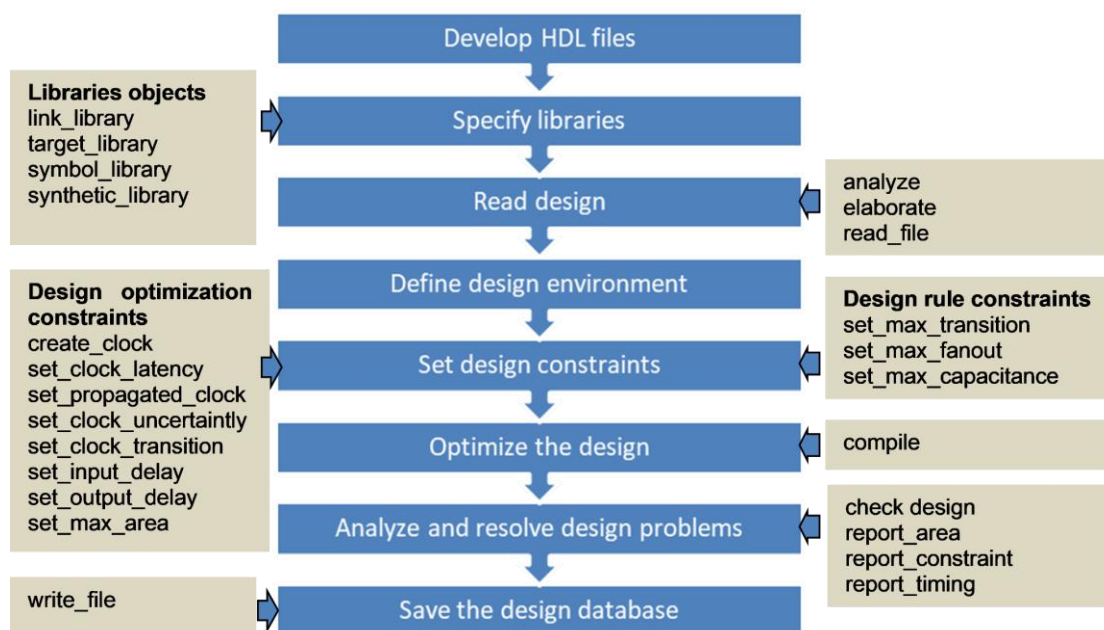 Develop HDL files
Libraries objects
link_library
target_library
symbol_library
synthetic_library
Specify libraries
Read design
analyze
elaborate
read_file
Define design environment
Design optimization
constraints
create_clock
set_clock_latency
set_propagated_clock
set_clock_uncertaintly
set_clock_transition
set_input_delay
set_output_delay
set_max_area
Set design constraints
Design rule constraints
set_max_transition
set_max_fanout
set_max_capacitance
Optimize the design
compile
Analyze and resolve design problems
check design
report_area
report_constraint
report_timing
write_file
Save the design database